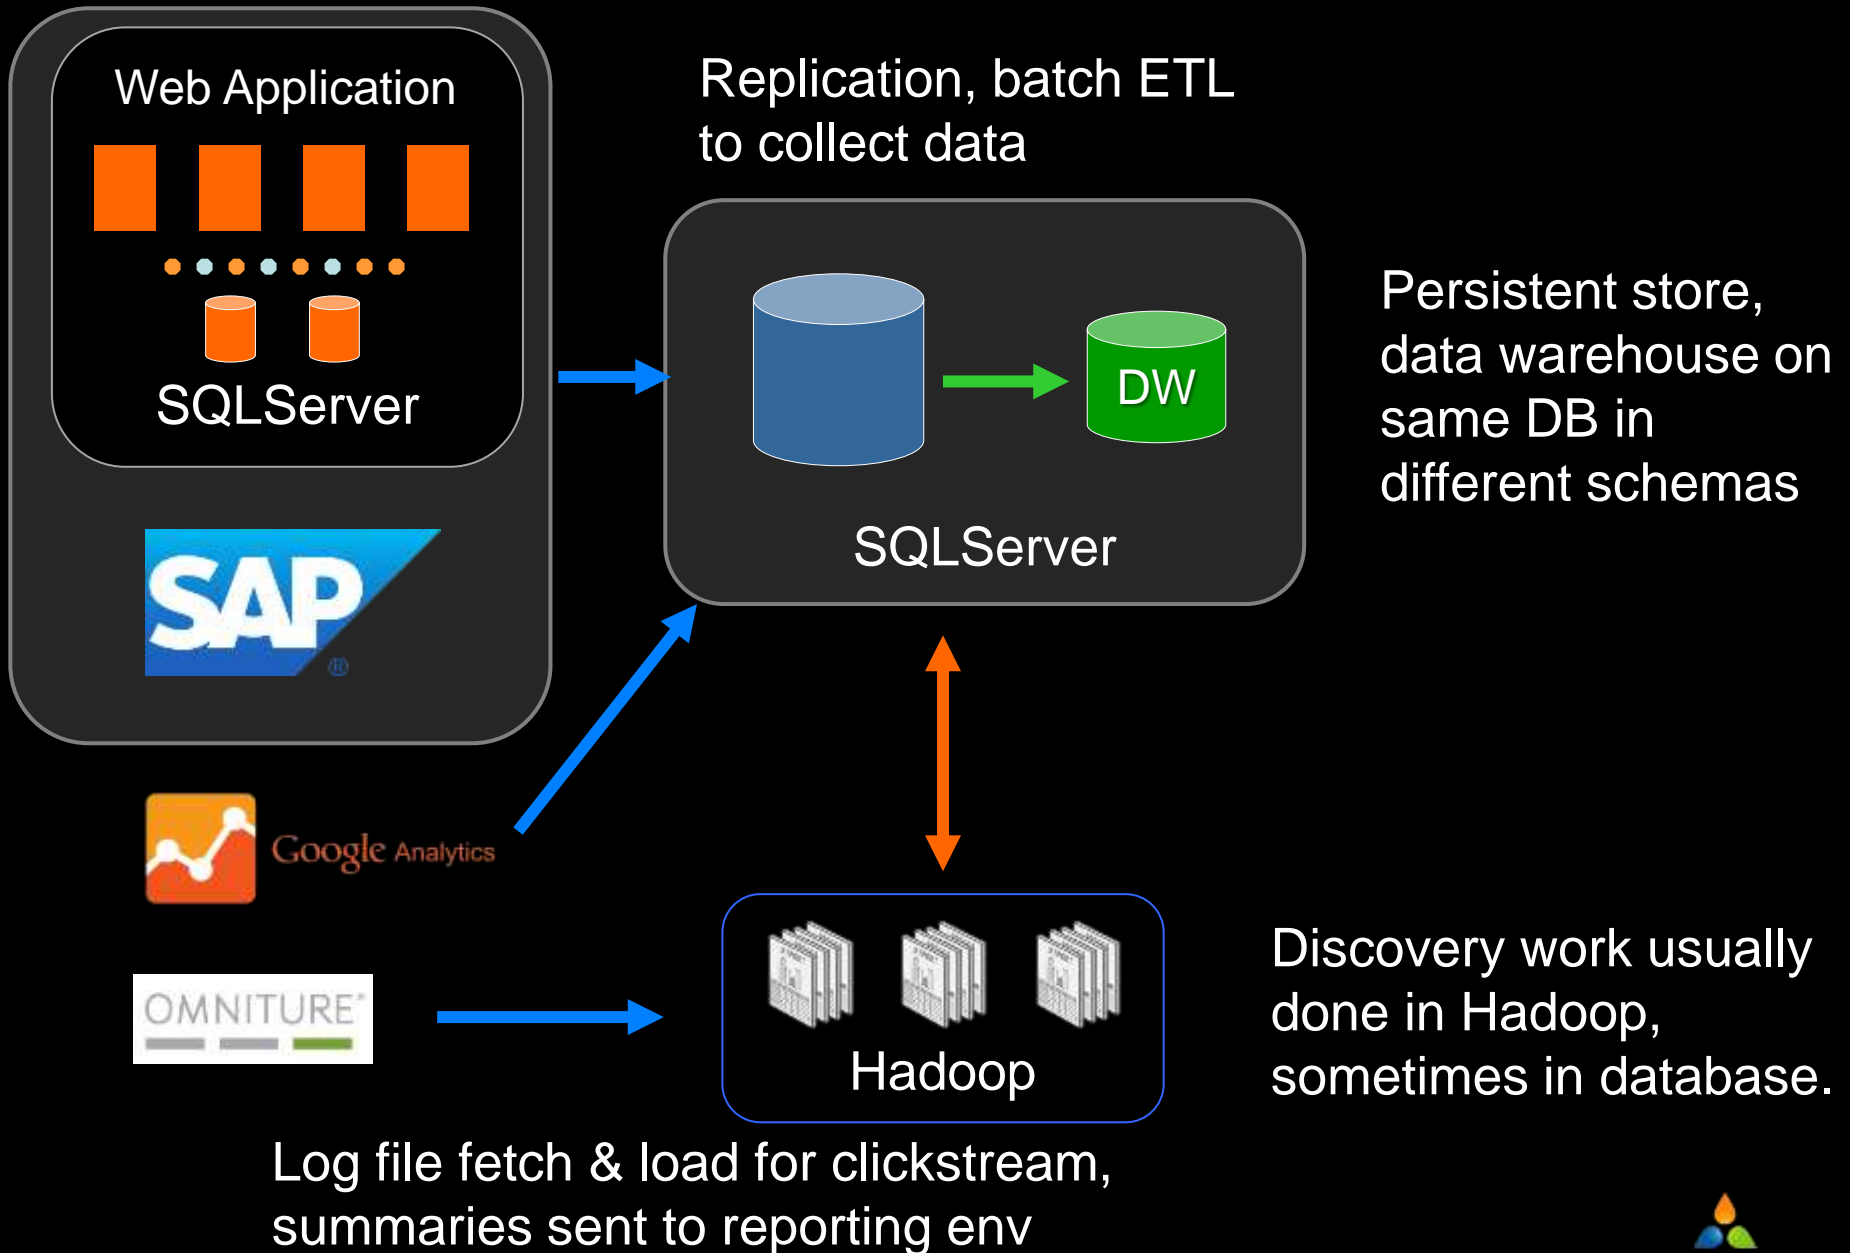 Web Application
SQLServer
SAP
®
Replication, batch ETL
to collect data
DW
SQLServer
Persistent store,
data warehouse on
same DB in
different schemas
Google Analytics
OMNITURE®
Hadoop
Discovery work usually
done in Hadoop,
sometimes in database.
Log file fetch & load for clickstream,
summaries sent to reporting env